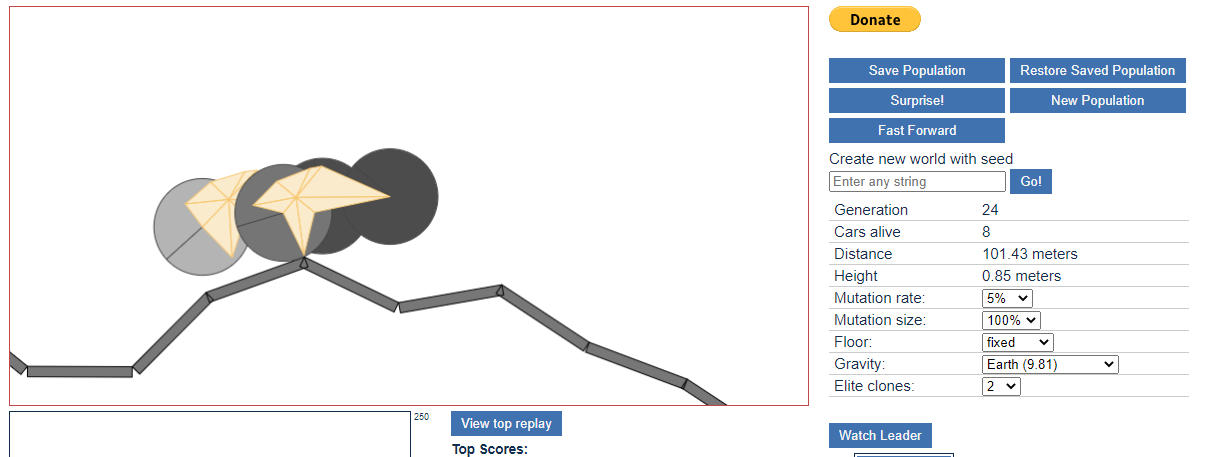 Donate
Save Population
Restore Saved Population
Surprise!
New Population
Fast Forward
Create new world with seed
Enter any string
Go!
Generation 24
Cars alive 8
Distance 101.43 meters
Height 0.85 meters
Mutation rate: 5%
Mutation size: 100%
Floor: fixed
Gravity: Earth (9.81)
Elite clones: 2
250
View top replay
Watch Leader
Top Scores: